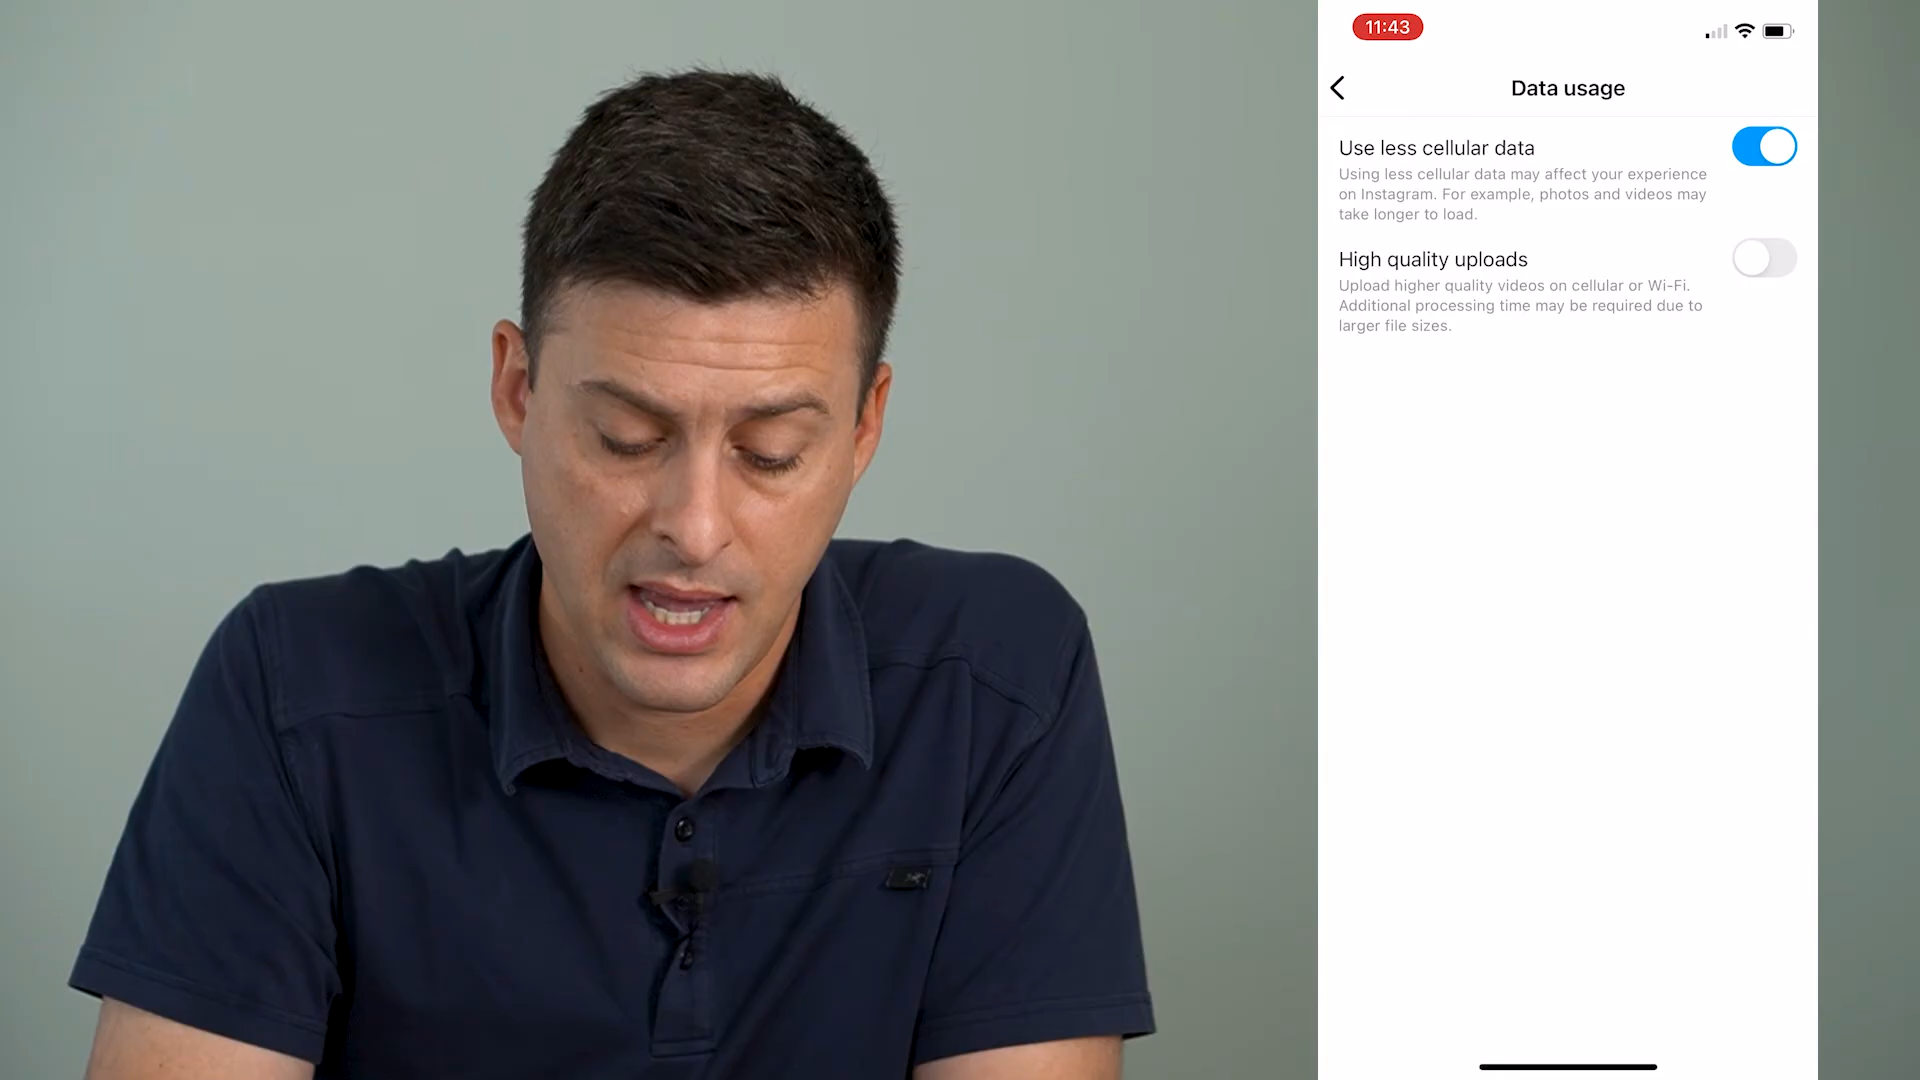 11:43
Data usage
Use less cellular data
Using less cellular data may affect your experience
on Instagram. For example, photos and videos may
take longer to load.
High quality uploads
Upload higher quality videos on cellular or Wi-Fi.
Additional processing time may be required due to
larger file sizes.